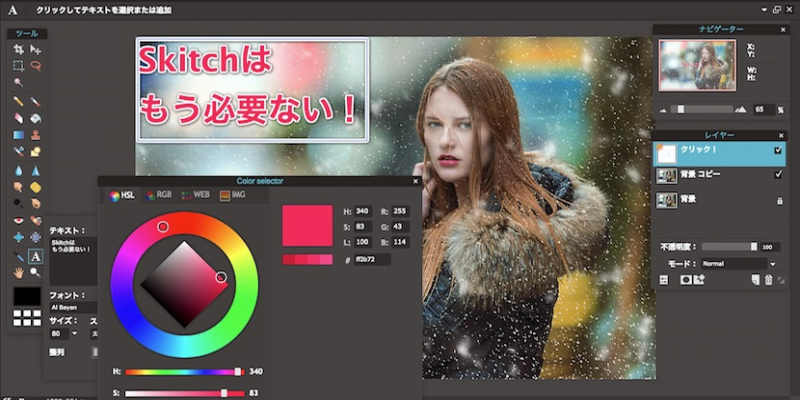 クリックしてテキストを選択または追加
ツール
ナビゲーター
X:
Y:
W:
H:
65 %
Skitchは
もう必要ない！
レイヤー
クリック！
背景 コピー
背景
不透明度： 100
モード： Normal
Color selector
HSL RGB WEB IMG
H: 340 R: 255
S: 83 G: 43
L: 100 B: 114
# ff2b72
H: 340
S: 83
テキスト：
Skitchは
もう必要ない！
フォント：
Al Bayan
サイズ：
80
整列